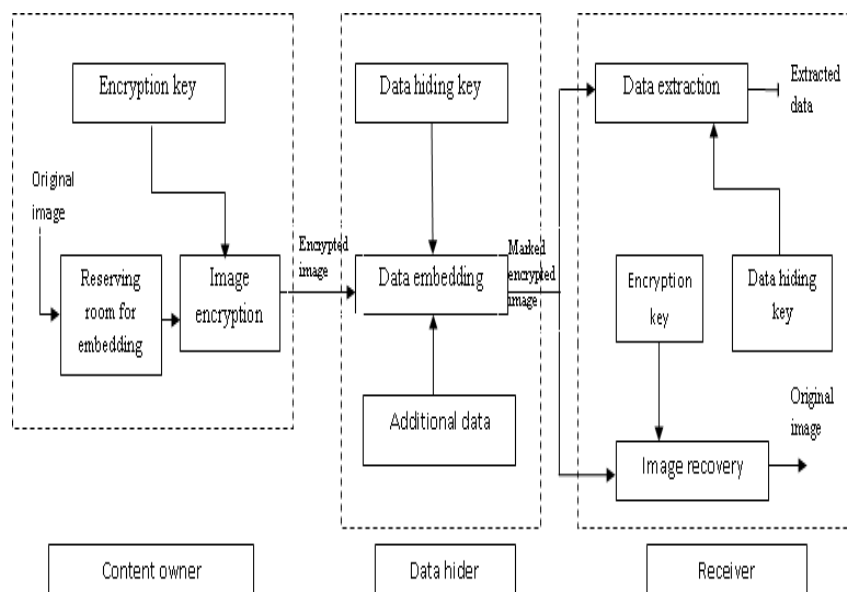 Encryption key
Original
image
Reserving
room for
embedding
Image
encryption
Encrypted
image
Data hiding key
Data embedding
Additional data
Marked
encrypted
image
Data extraction
Extracted
data
Encryption
key
Data hiding
key
Image recovery
Original
image
Content owner
Data hider
Receiver